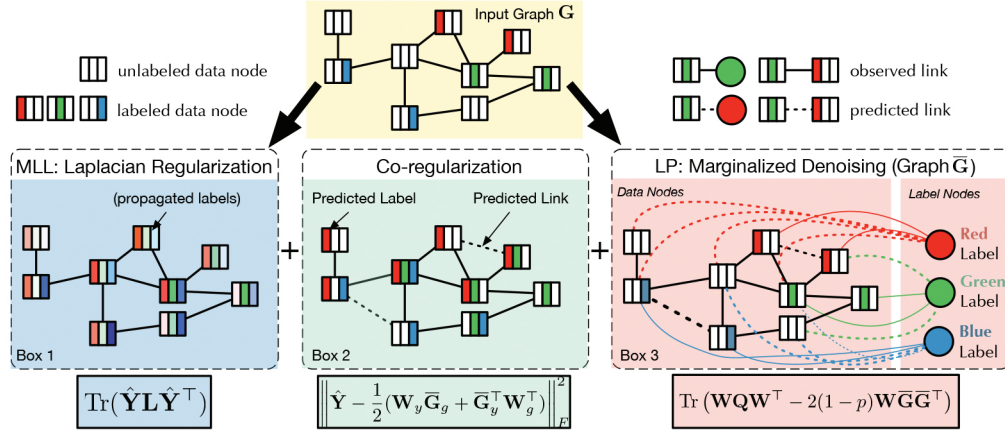 Input Graph G
unlabeled data node
labeled data node
observed link
predicted link
MLL: Laplacian Regularization
(propagated labels)
Box 1
+
Co-regularization
Predicted Label
Predicted Link
Box 2
+
LP: Marginalized Denoising (Graph G̅)
Data Nodes
Label Nodes
Red
Label
Green
Label
Blue
Label
Box 3
Tr(ŶLŶ⊤)
‖Ŷ − 1/2(W_y G̅_g + G̅_y^⊤ W_g^⊤)‖_F^2
Tr (WQW⊤ − 2(1−p)WG̅G̅⊤)